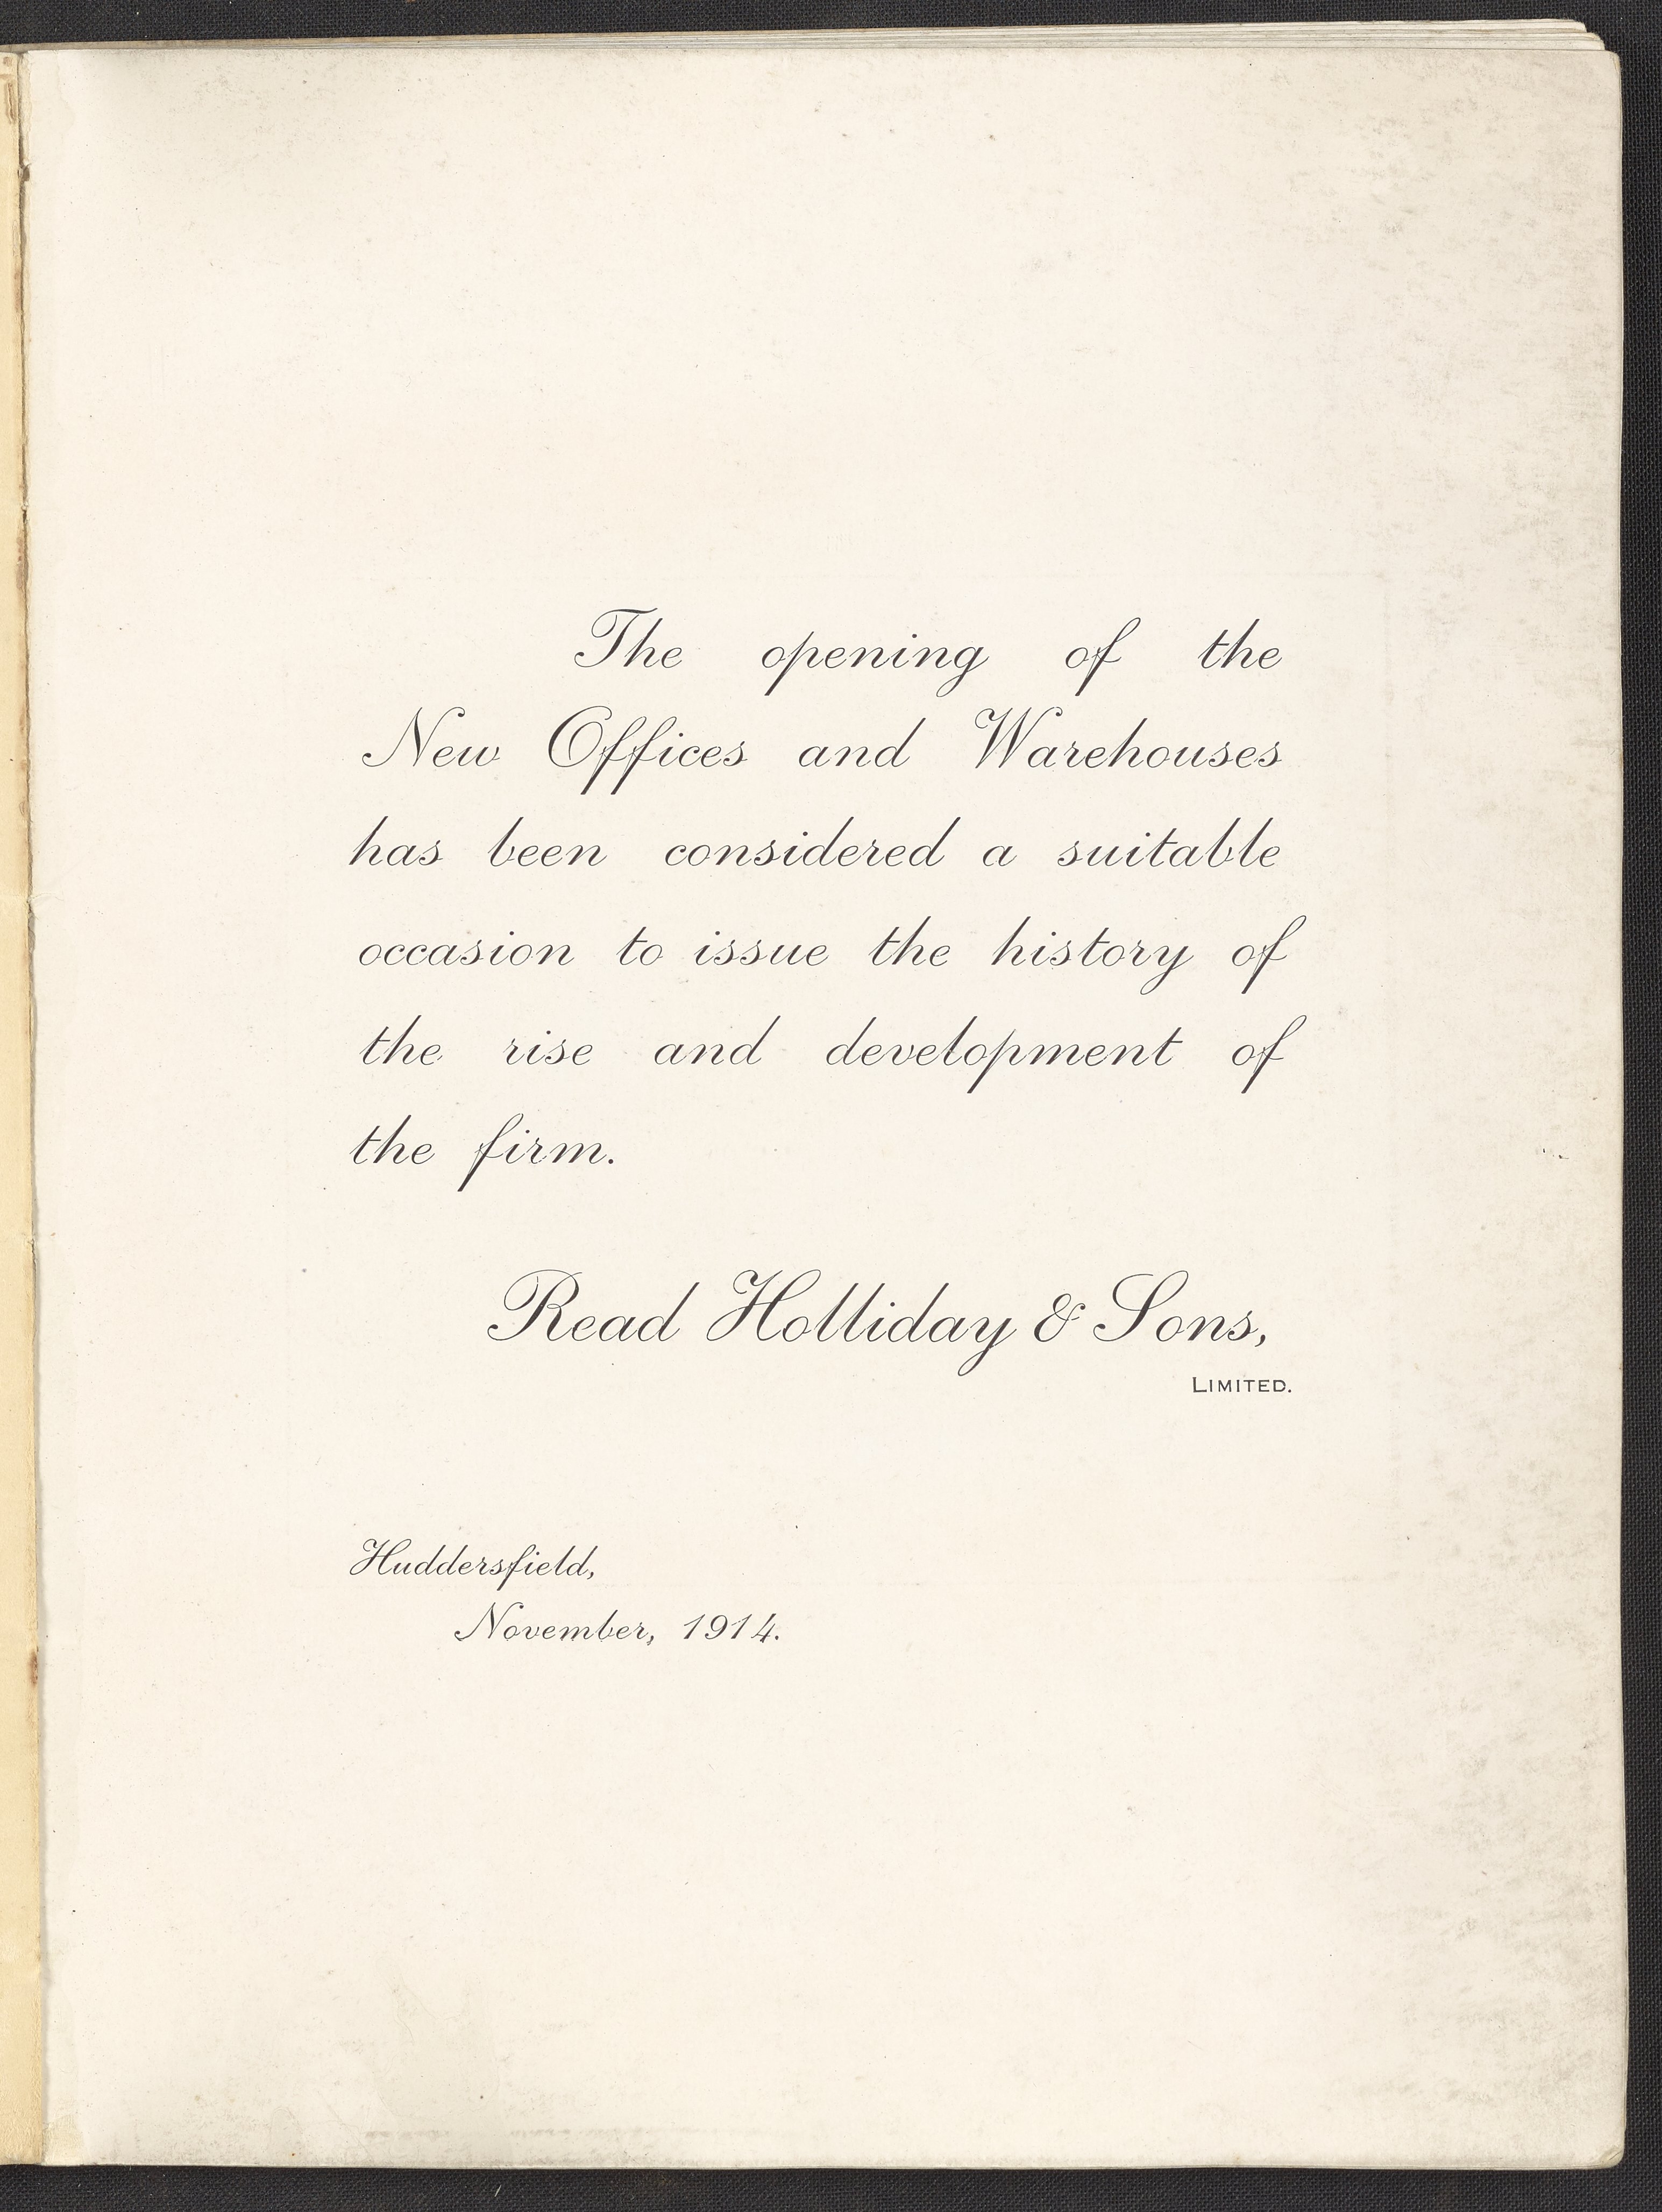 The opening of the
New Offices and Warehouses
has been considered a suitable
occasion to issue the history of
the rise and development of
the firm.
Read Holliday & Sons,
LIMITED.
Huddersfield,
November, 1914.